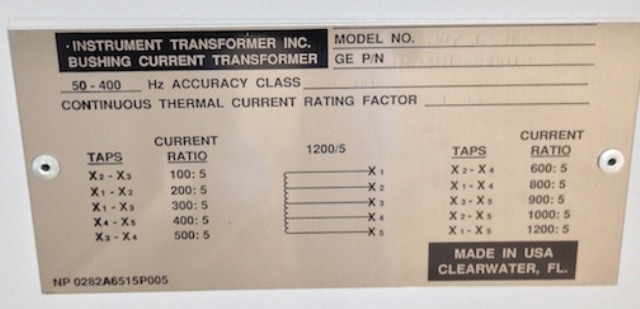 · INSTRUMENT TRANSFORMER INC.
BUSHING CURRENT TRANSFORMER
MODEL NO.
GE P/N
50 - 400 Hz ACCURACY CLASS
CONTINUOUS THERMAL CURRENT RATING FACTOR
TAPS CURRENT RATIO
X2 - X3 100: 5
X1 - X2 200: 5
X1 - X3 300: 5
X4 - X5 400: 5
X3 - X4 500: 5
1200/5
X1
X2
X3
X4
X5
TAPS CURRENT RATIO
X2 - X4 600: 5
X1 - X4 800: 5
X3 - X5 900: 5
X2 - X5 1000: 5
X1 - X5 1200: 5
MADE IN USA
CLEARWATER, FL.
NP 0282A6515P005